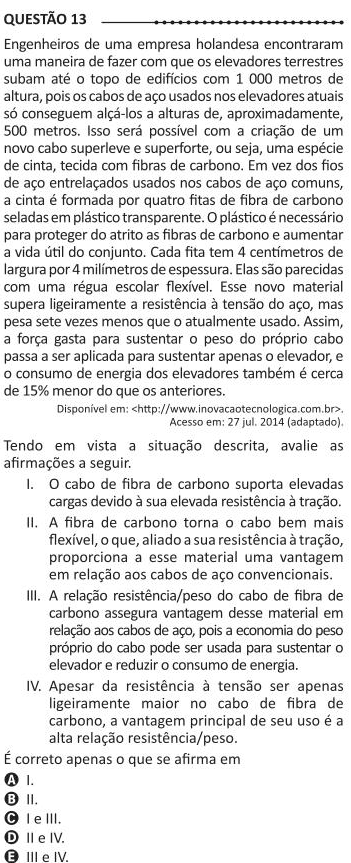 QUESTÃO 13
Engenheiros de uma empresa holandesa encontraram
uma maneira de fazer com que os elevadores terrestres
subam até o topo de edifícios com 1 000 metros de
altura, pois os cabos de aço usados nos elevadores atuais
só conseguem alçá-los a alturas de, aproximadamente,
500 metros. Isso será possível com a criação de um
novo cabo superleve e superforte, ou seja, uma espécie
de cinta, tecida com fibras de carbono. Em vez dos fios
de aço entrelaçados usados nos cabos de aço comuns,
a cinta é formada por quatro fitas de fibra de carbono
seladas em plástico transparente. O plástico é necessário
para proteger do atrito as fibras de carbono e aumentar
a vida útil do conjunto. Cada fita tem 4 centímetros de
largura por 4 milímetros de espessura. Elas são parecidas
com uma régua escolar flexível. Esse novo material
supera ligeiramente a resistência à tensão do aço, mas
pesa sete vezes menos que o atualmente usado. Assim,
a força gasta para sustentar o peso do próprio cabo
passa a ser aplicada para sustentar apenas o elevador, e
o consumo de energia dos elevadores também é cerca
de 15% menor do que os anteriores.
Disponível em: <http://www.inovacaotecnologica.com.br>.
Acesso em: 27 jul. 2014 (adaptado).
Tendo em vista a situação descrita, avalie as
afirmações a seguir.
I. O cabo de fibra de carbono suporta elevadas
cargas devido à sua elevada resistência à tração.
II. A fibra de carbono torna o cabo bem mais
flexível, o que, aliado a sua resistência à tração,
proporciona a esse material uma vantagem
em relação aos cabos de aço convencionais.
III. A relação resistência/peso do cabo de fibra de
carbono assegura vantagem desse material em
relação aos cabos de aço, pois a economia do peso
próprio do cabo pode ser usada para sustentar o
elevador e reduzir o consumo de energia.
IV. Apesar da resistência à tensão ser apenas
ligeiramente maior no cabo de fibra de
carbono, a vantagem principal de seu uso é a
alta relação resistência/peso.
É correto apenas o que se afirma em
A I.
B II.
C I e III.
D II e IV.
E III e IV.